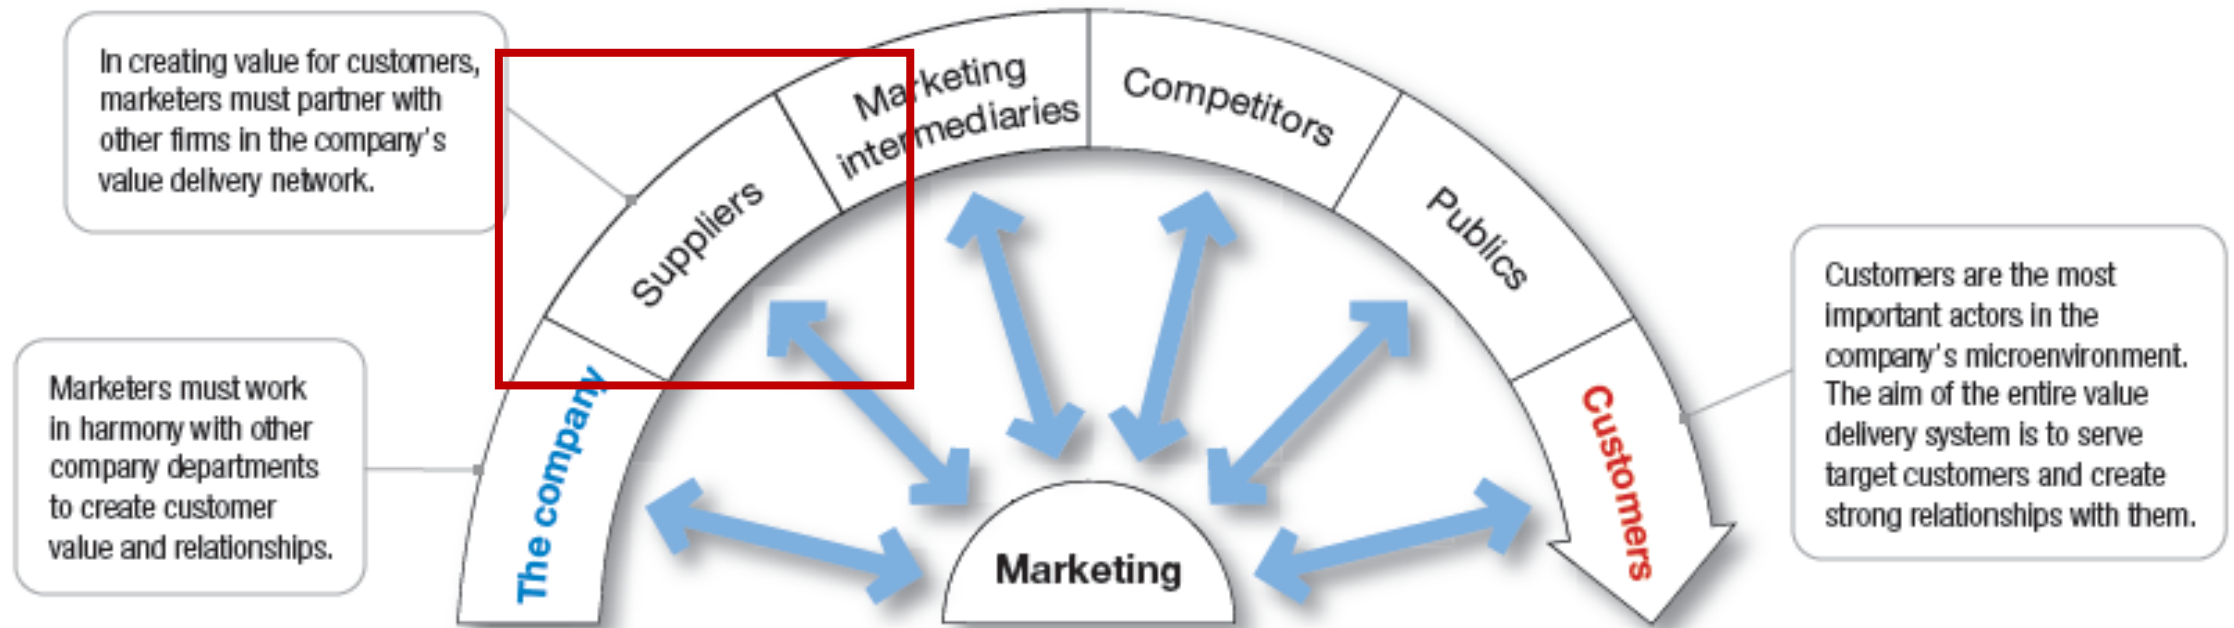 In creating value for customers,
marketers must partner with
other firms in the company's
value delivery network.
Marketers must work
in harmony with other
company departments
to create customer
value and relationships.
The company
Suppliers
Marketing
intermediaries
Competitors
Publics
Customers
Marketing
Customers are the most
important actors in the
company's microenvironment.
The aim of the entire value
delivery system is to serve
target customers and create
strong relationships with them.